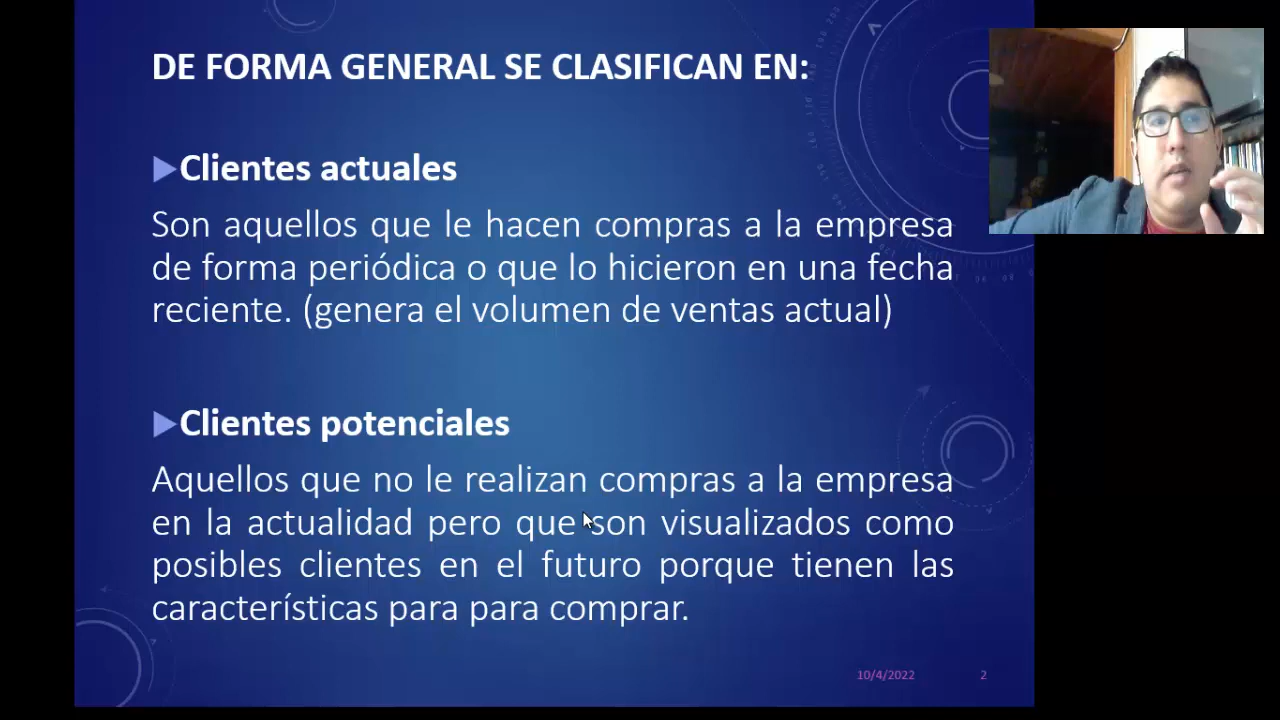 DE FORMA GENERAL SE CLASIFICAN EN:
Clientes actuales
Son aquellos que le hacen compras a la empresa
de forma periódica o que lo hicieron en una fecha
reciente. (genera el volumen de ventas actual)
Clientes potenciales
Aquellos que no le realizan compras a la empresa
en la actualidad pero que son visualizados como
posibles clientes en el futuro porque tienen las
características para para comprar.
10/4/2022 2